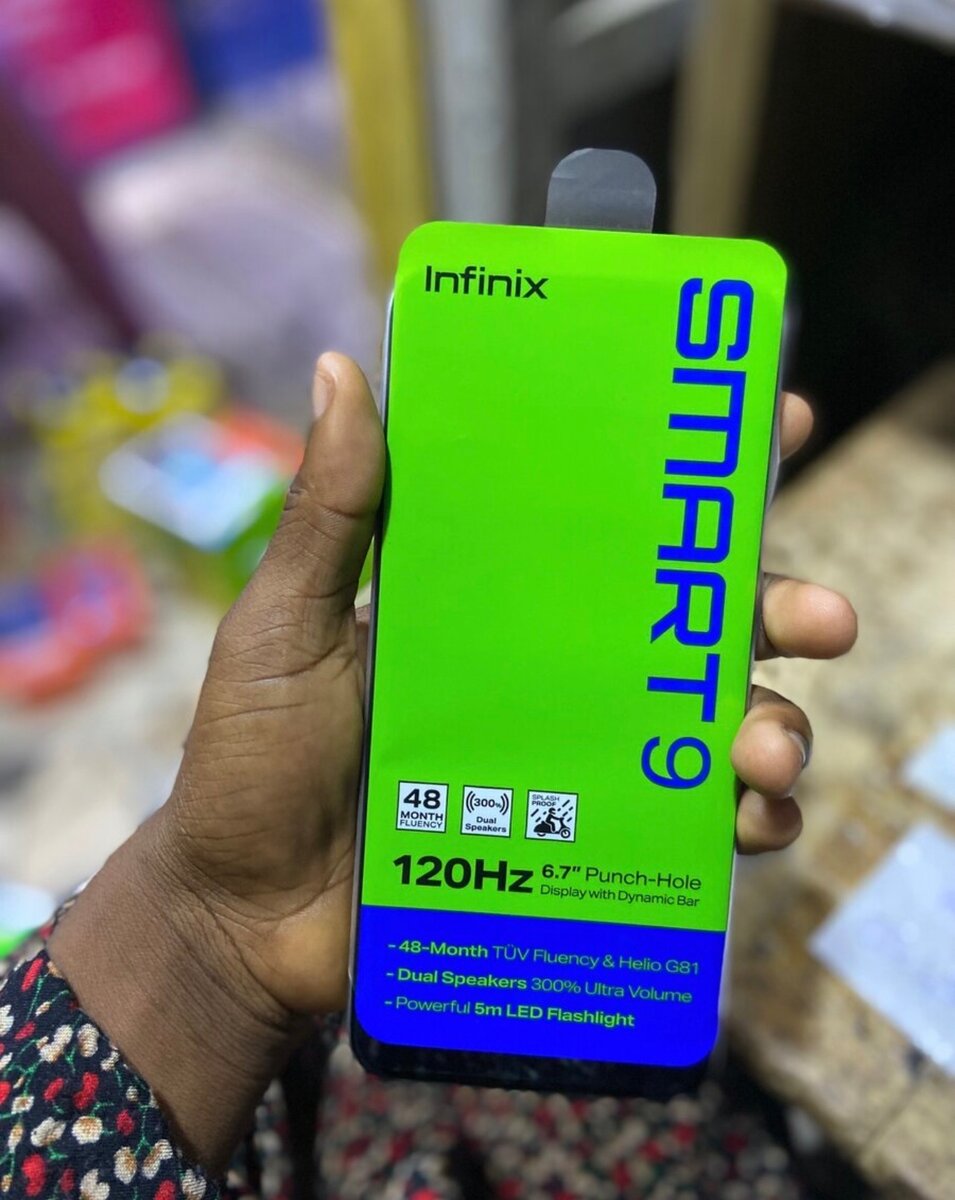 Infinix
SMART 9
48
MONTH
FLUENCY
300%
Dual
Speakers
SPLASH
PROOF
120Hz 6.7" Punch-Hole
Display with Dynamic Bar
- 48-Month TÜV Fluency & Helio G81
- Dual Speakers 300% Ultra Volume
- Powerful 5m LED Flashlight